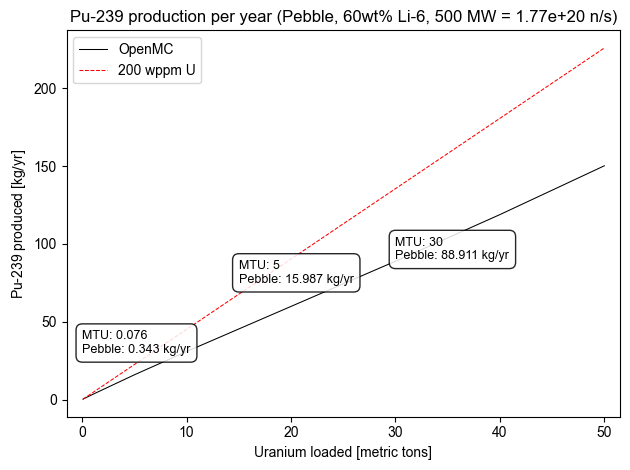 Pu-239 production per year (Pebble, 60wt% Li-6, 500 MW = 1.77e+20 n/s)
OpenMC
200 wppm U
200
150
100
50
0
Pu-239 produced [kg/yr]
MTU: 30
Pebble: 88.911 kg/yr
MTU: 5
Pebble: 15.987 kg/yr
MTU: 0.076
Pebble: 0.343 kg/yr
0
10
20
30
40
50
Uranium loaded [metric tons]